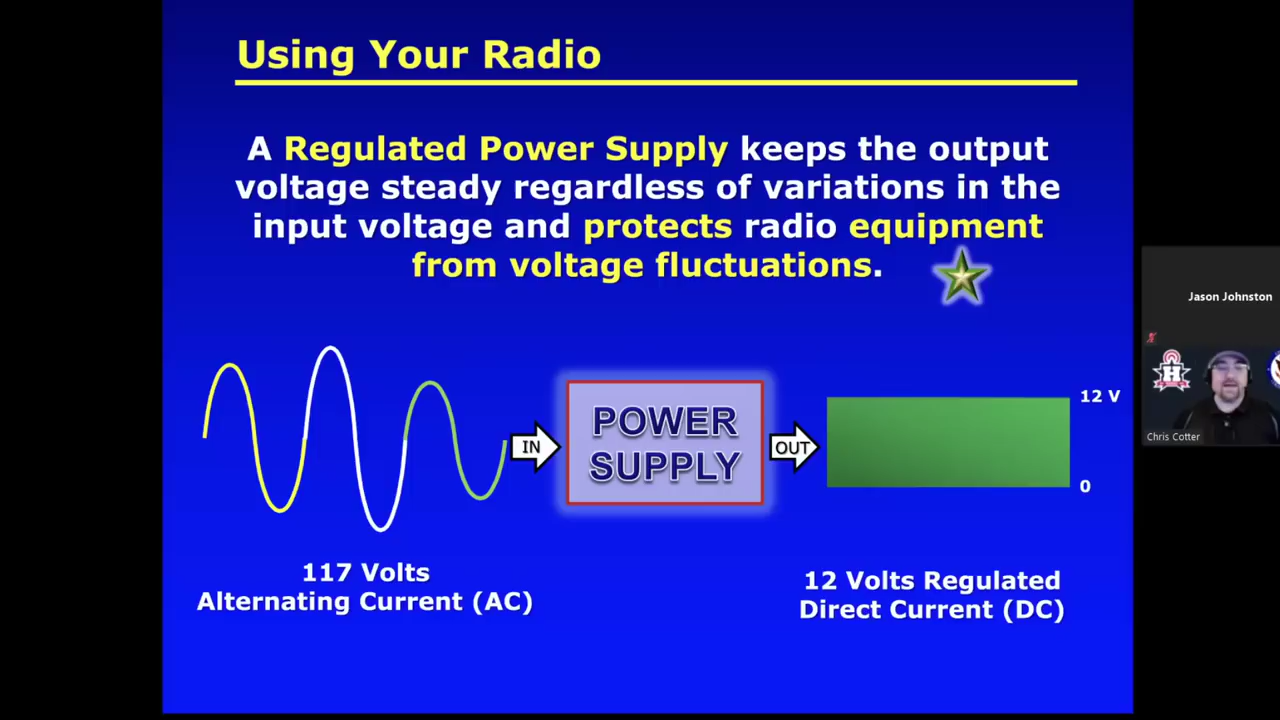 Using Your Radio
A Regulated Power Supply keeps the output
voltage steady regardless of variations in the
input voltage and protects radio equipment
from voltage fluctuations.
Jason Johnston
H
Chris Cotter
12 V
IN
POWER
SUPPLY
OUT
0
117 Volts
Alternating Current (AC)
12 Volts Regulated
Direct Current (DC)